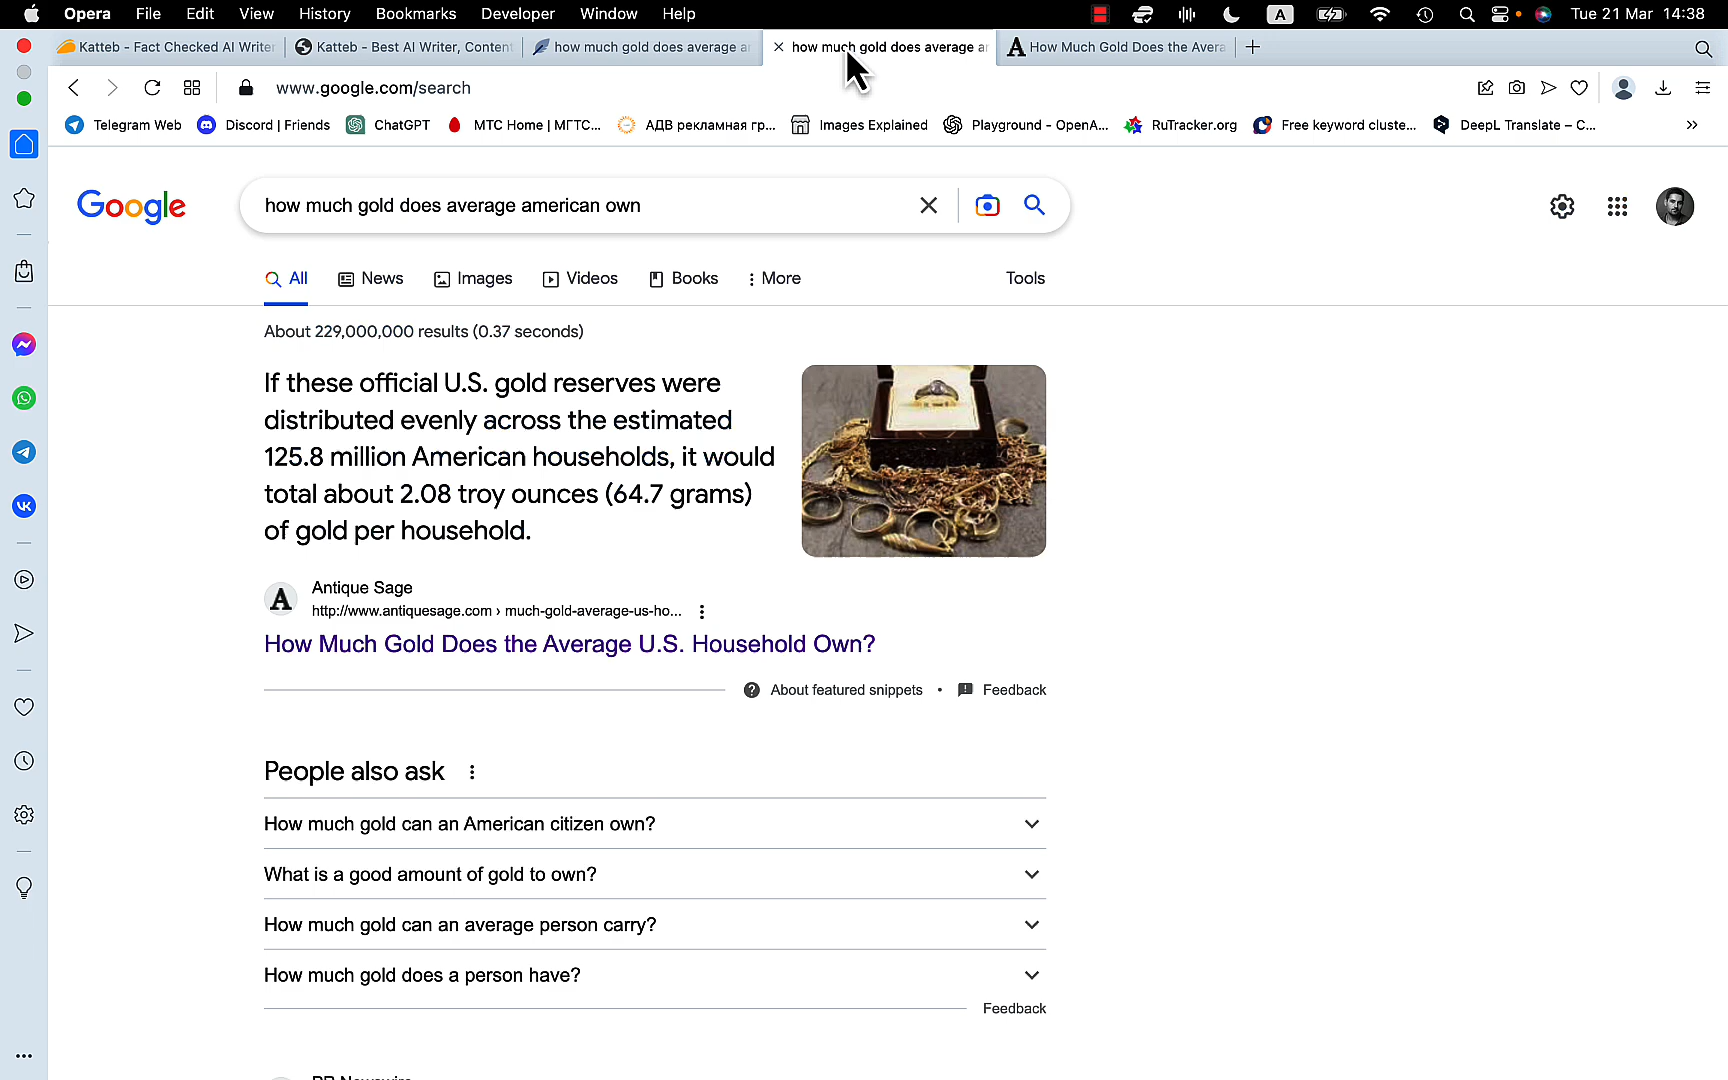 Opera File Edit View History Bookmarks Developer Window Help A Tue 21 Mar 14:38
Katteb - Fact Checked AI Writer Katteb - Best AI Writer, Content how much gold does average a how much gold does average a How Much Gold Does the Avera
www.google.com/search
Telegram Web Discord | Friends ChatGPT МТС Home | МГТС... АДВ рекламная гр... Images Explained Playground - OpenA... RuTracker.org Free keyword cluste... DeepL Translate – C...
Google how much gold does average american own
All News Images Videos Books More Tools
About 229,000,000 results (0.37 seconds)
If these official U.S. gold reserves were
distributed evenly across the estimated
125.8 million American households, it would
total about 2.08 troy ounces (64.7 grams)
of gold per household.
A Antique Sage
http://www.antiquesage.com › much-gold-average-us-ho...
How Much Gold Does the Average U.S. Household Own?
About featured snippets • Feedback
People also ask
How much gold can an American citizen own?
What is a good amount of gold to own?
How much gold can an average person carry?
How much gold does a person have?
Feedback